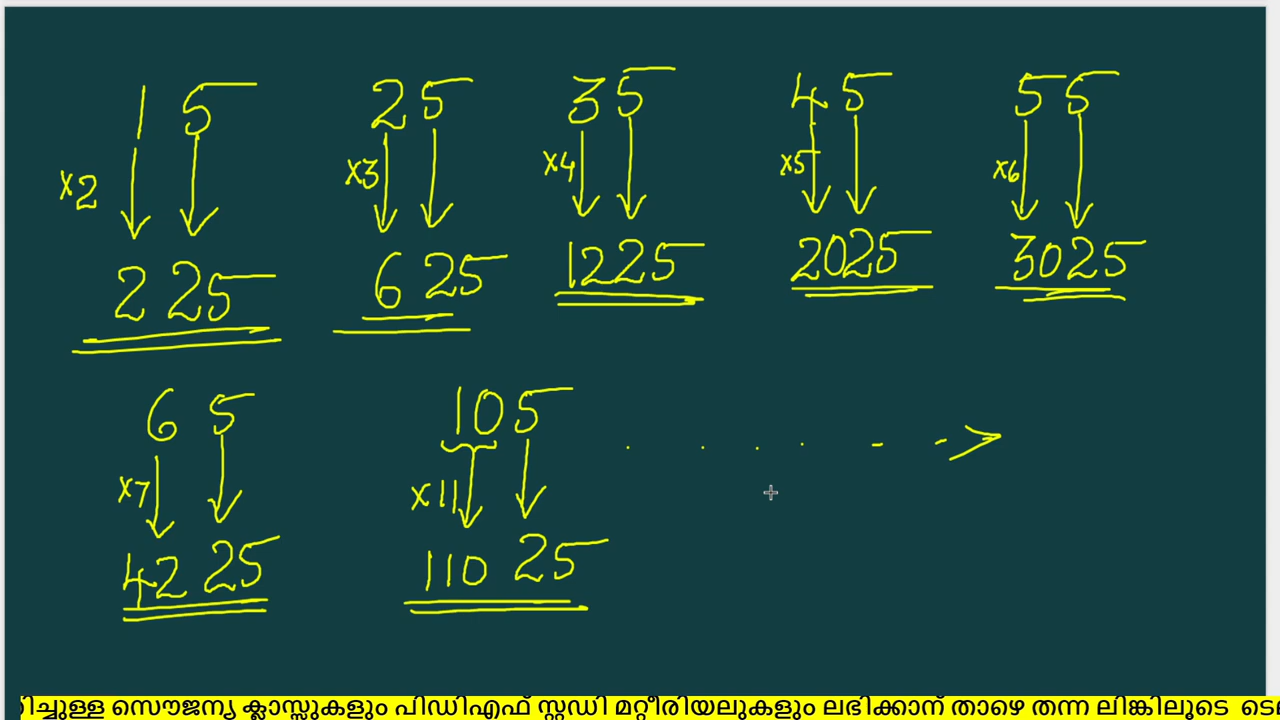 15 25 35 45 55
x2 x3 x4 x5 x6
225 625 1225 2025 3025
65 105 . . . . - ->
x7 x11
4225 11025
ിച്ചുള്ള സൌജന്യ ക്ലാസ്സുകളും പിഡിഎഫ് സ്റ്റഡി മറ്റീരിയലുകളും ലഭിക്കാന് താഴെ തന്ന ലിങ്കിലൂടെ